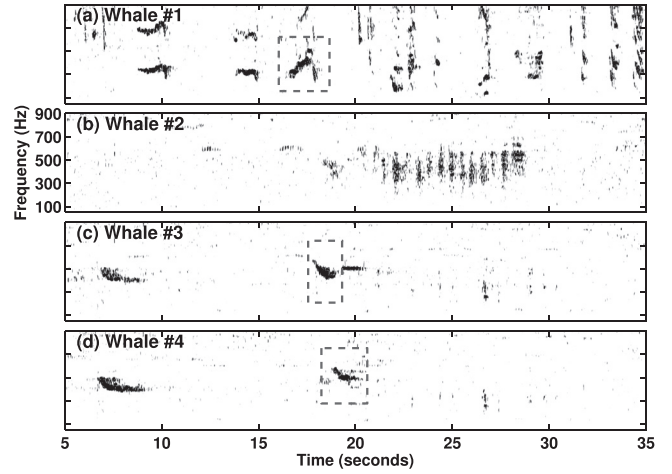 (a) Whale #1
(b) Whale #2
(c) Whale #3
(d) Whale #4
Frequency (Hz)
900
700
500
300
100
5 10 15 20 25 30 35
Time (seconds)